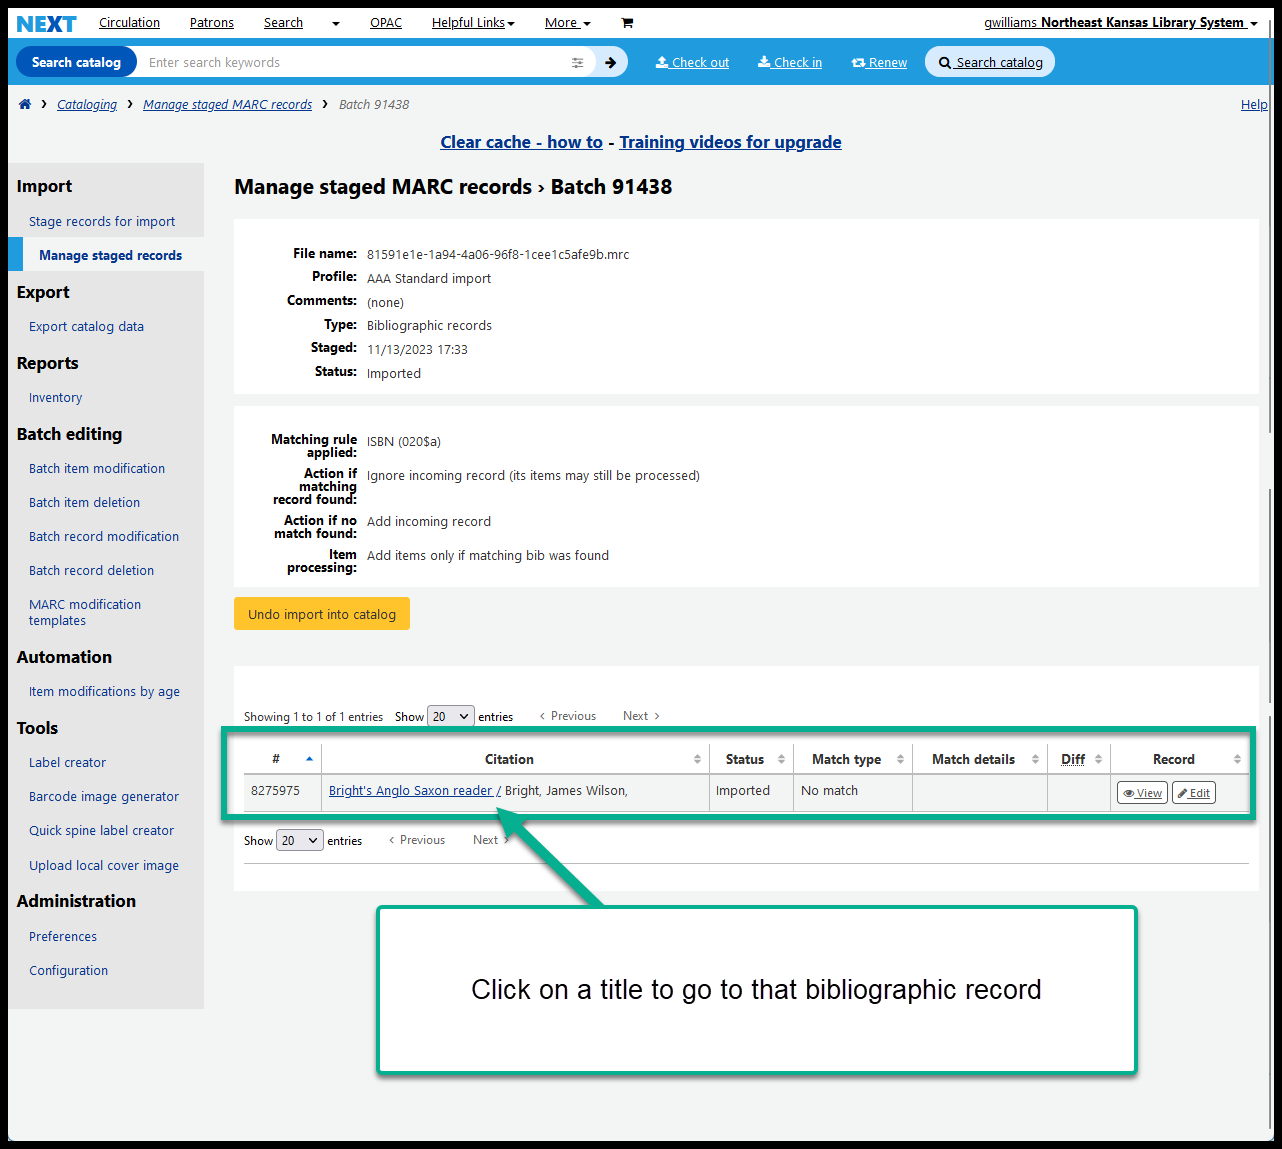 NEXT Circulation Patrons Search OPAC Helpful Links More gwilliams Northeast Kansas Library System
Search catalog Enter search keywords Check out Check in Renew Search catalog
Cataloging Manage staged MARC records Batch 91438 Help
Clear cache - how to - Training videos for upgrade
Import
Stage records for import
Manage staged records
Export
Export catalog data
Reports
Inventory
Batch editing
Batch item modification
Batch item deletion
Batch record modification
Batch record deletion
MARC modification
templates
Automation
Item modifications by age
Tools
Label creator
Barcode image generator
Quick spine label creator
Upload local cover image
Administration
Preferences
Configuration
Manage staged MARC records › Batch 91438
File name: 81591e1e-1a94-4a06-96f8-1cee1c5afe9b.mrc
Profile: AAA Standard import
Comments: (none)
Type: Bibliographic records
Staged: 11/13/2023 17:33
Status: Imported
Matching rule
applied: ISBN (020$a)
Action if
matching
record found: Ignore incoming record (its items may still be processed)
Action if no
match found: Add incoming record
Item
processing: Add items only if matching bib was found
Undo import into catalog
Showing 1 to 1 of 1 entries Show 20 entries Previous Next
# Citation Status Match type Match details Diff Record
8275975 Bright's Anglo Saxon reader / Bright, James Wilson, Imported No match View Edit
Show 20 entries Previous Next
Click on a title to go to that bibliographic record